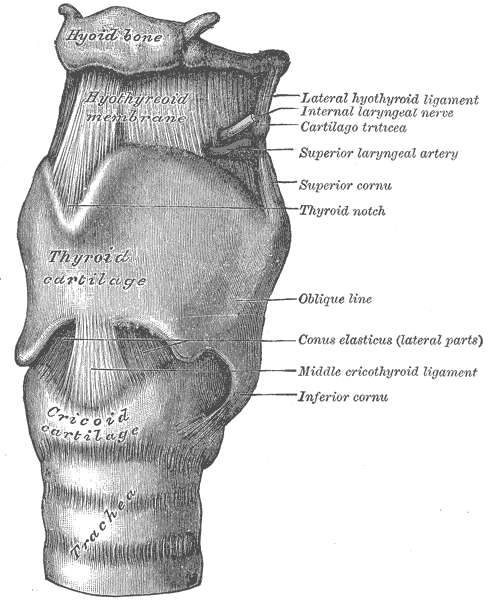 Hyoid bone
Hyothyreoid
membrane
Lateral hyothyroid ligament
Internal laryngeal nerve
Cartilago triticea
Superior laryngeal artery
Superior cornu
Thyroid notch
Thyroid
cartilage
Oblique line
Conus elasticus (lateral parts)
Middle cricothyroid ligament
Inferior cornu
Cricoid
cartilage
Trachea